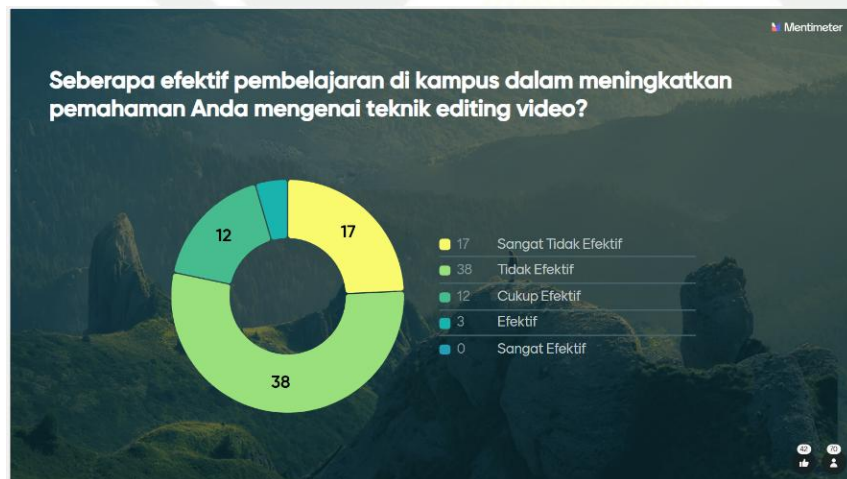 Mentimeter
Seberapa efektif pembelajaran di kampus dalam meningkatkan
pemahaman Anda mengenai teknik editing video?
12
17
38
17 Sangat Tidak Efektif
38 Tidak Efektif
12 Cukup Efektif
3 Efektif
0 Sangat Efektif
42 70